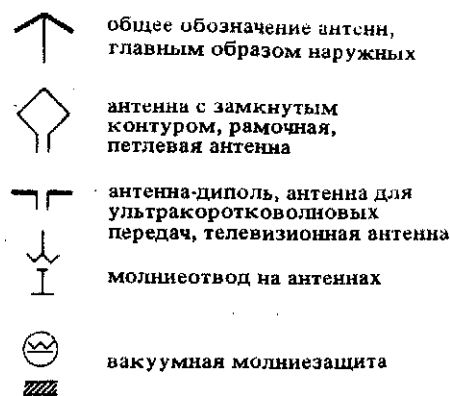 общее обозначение антенн,
главным образом наружных
антенна с замкнутым
контуром, рамочная,
петлевая антенна
антенна-диполь, антенна для
ультракоротковолновых
передач, телевизионная антенна
молниеотвод на антеннах
вакуумная молниезащита